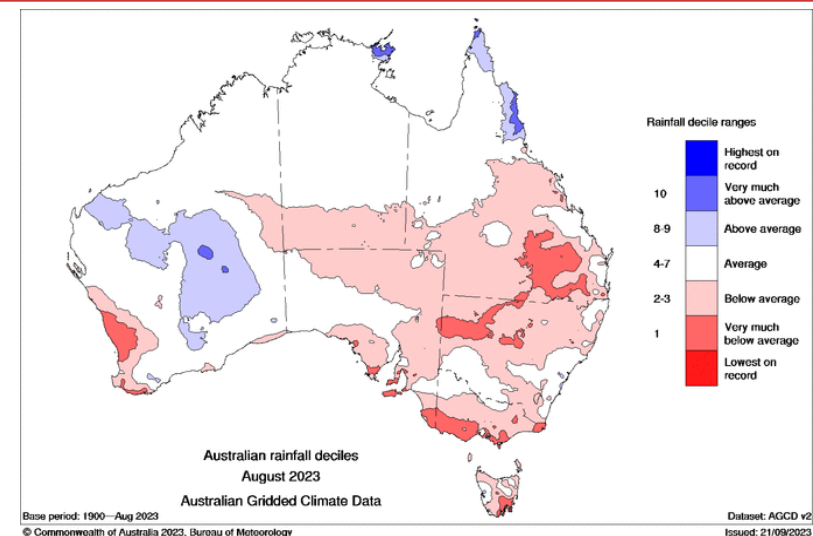 Rainfall decile ranges
Highest on
record
10
Very much
above average
8-9
Above average
4-7
Average
2-3
Below average
1
Very much
below average
Lowest on
record
Australian rainfall deciles
August 2023
Australian Gridded Climate Data
Base period: 1900—Aug 2023
Dataset: AGCD v2
© Commonwealth of Australia 2023, Bureau of Meteorology
Issued: 21/09/2023